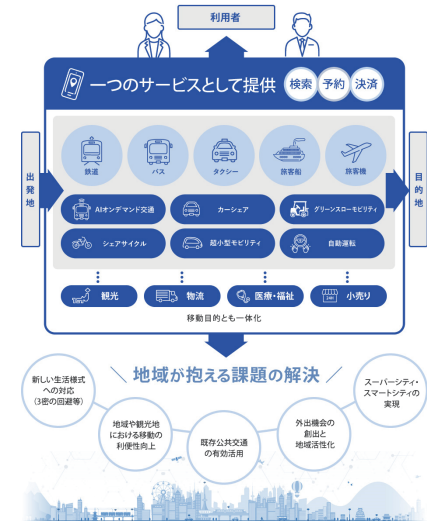 利用者
一つのサービスとして提供
検索
予約
決済
出発地
目的地
鉄道
バス
タクシー
旅客船
旅客機
AIオンデマンド交通
カーシェア
グリーンスローモビリティ
シェアサイクル
超小型モビリティ
自動運転
観光
物流
医療・福祉
小売り
移動目的とも一体化
地域が抱える課題の解決
新しい生活様式
への対応
(3密の回避等)
地域や観光地
における移動の
利便性向上
既存公共交通
の有効活用
外出機会の
創出と
地域活性化
スーパーシティ・
スマートシティの
実現